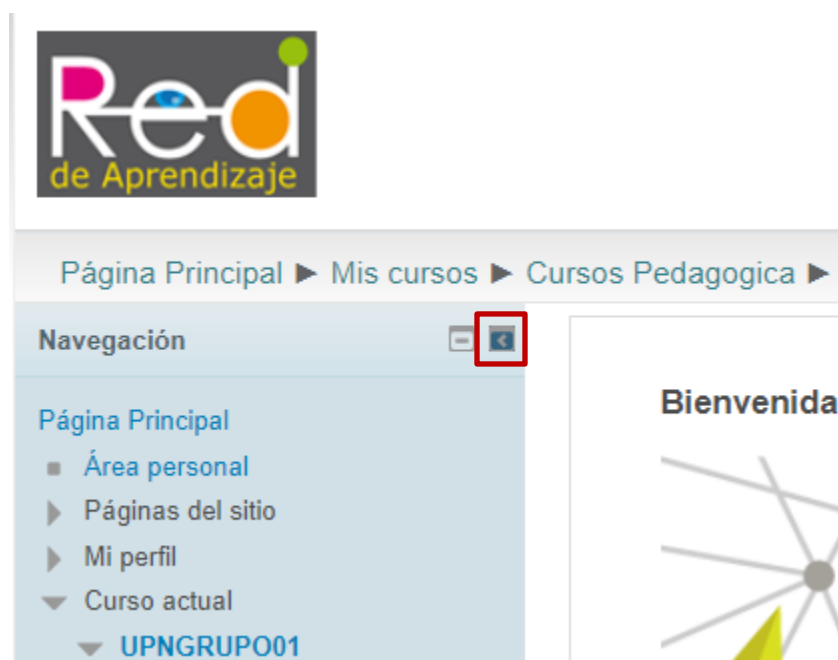 Red
de Aprendizaje
Página Principal ► Mis cursos ► Cursos Pedagogica ►
Navegación
Página Principal
Área personal
Páginas del sitio
Mi perfil
Curso actual
UPNGRUPO01
Bienvenida